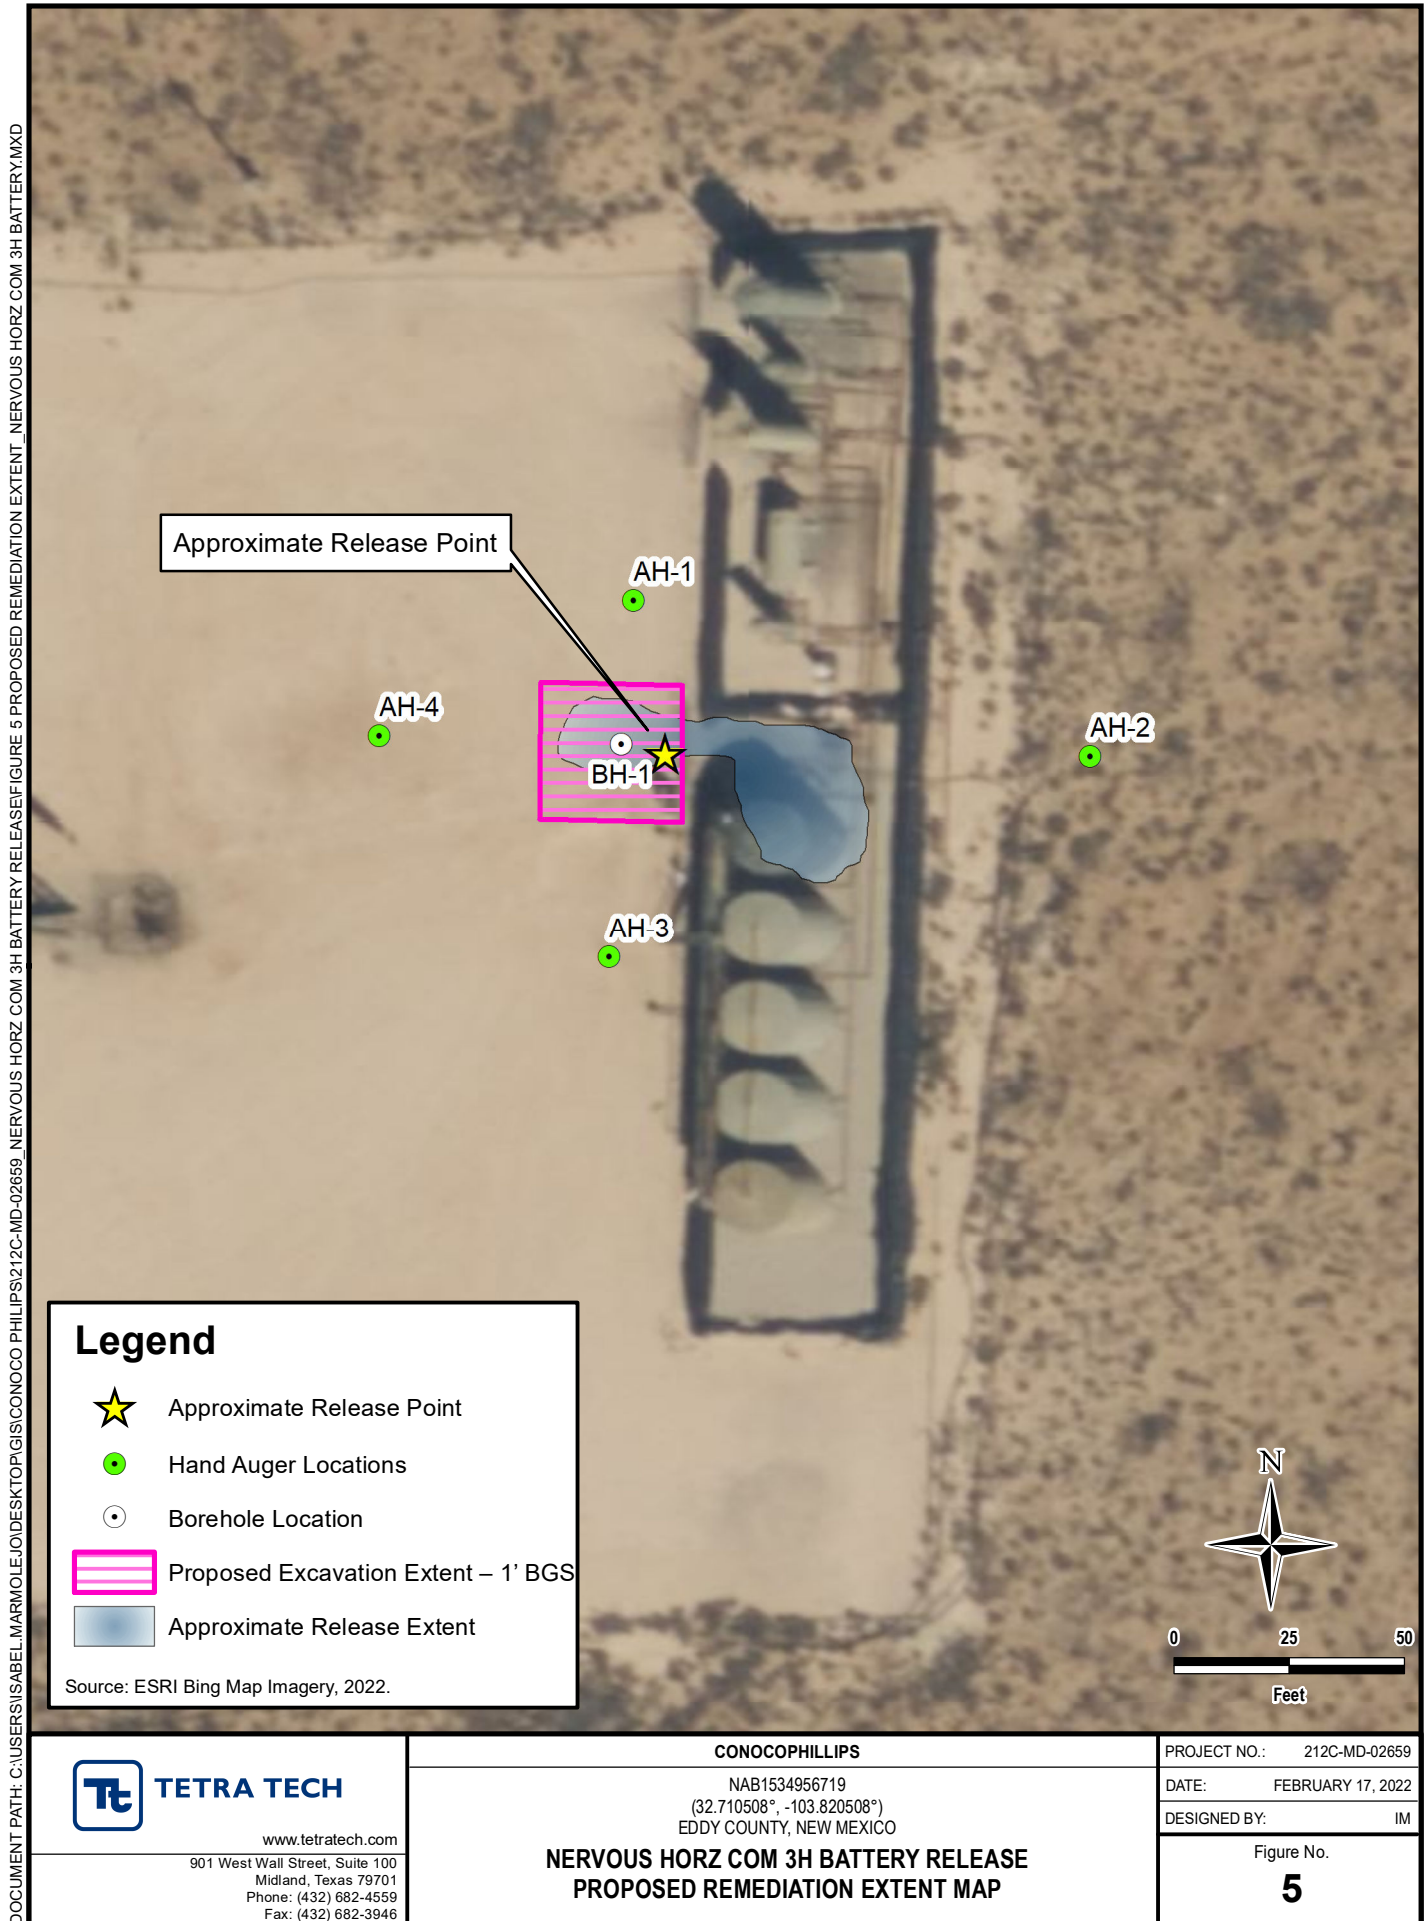 DOCUMENT PATH: C:\USERS\ISABEL.MARMOLEJO\DESKTOP\GIS\CONOCO PHILLIPS\212C-MD-02659_NERVOUS HORZ COM 3H BATTERY RELEASE\FIGURE 5 PROPOSED REMEDIATION EXTENT_NERVOUS HORZ COM 3H BATTERY.MXD
Approximate Release Point
AH-1
AH-4
AH-2
BH-1
AH-3
Legend
Approximate Release Point
Hand Auger Locations
Borehole Location
Proposed Excavation Extent – 1' BGS
Approximate Release Extent
Source: ESRI Bing Map Imagery, 2022.
N
0 25 50
Feet
Tt TETRA TECH
www.tetratech.com
901 West Wall Street, Suite 100
Midland, Texas 79701
Phone: (432) 682-4559
Fax: (432) 682-3946
CONOCOPHILLIPS
NAB1534956719
(32.710508°, -103.820508°)
EDDY COUNTY, NEW MEXICO
NERVOUS HORZ COM 3H BATTERY RELEASE
PROPOSED REMEDIATION EXTENT MAP
PROJECT NO.: 212C-MD-02659
DATE: FEBRUARY 17, 2022
DESIGNED BY: IM
Figure No.
5